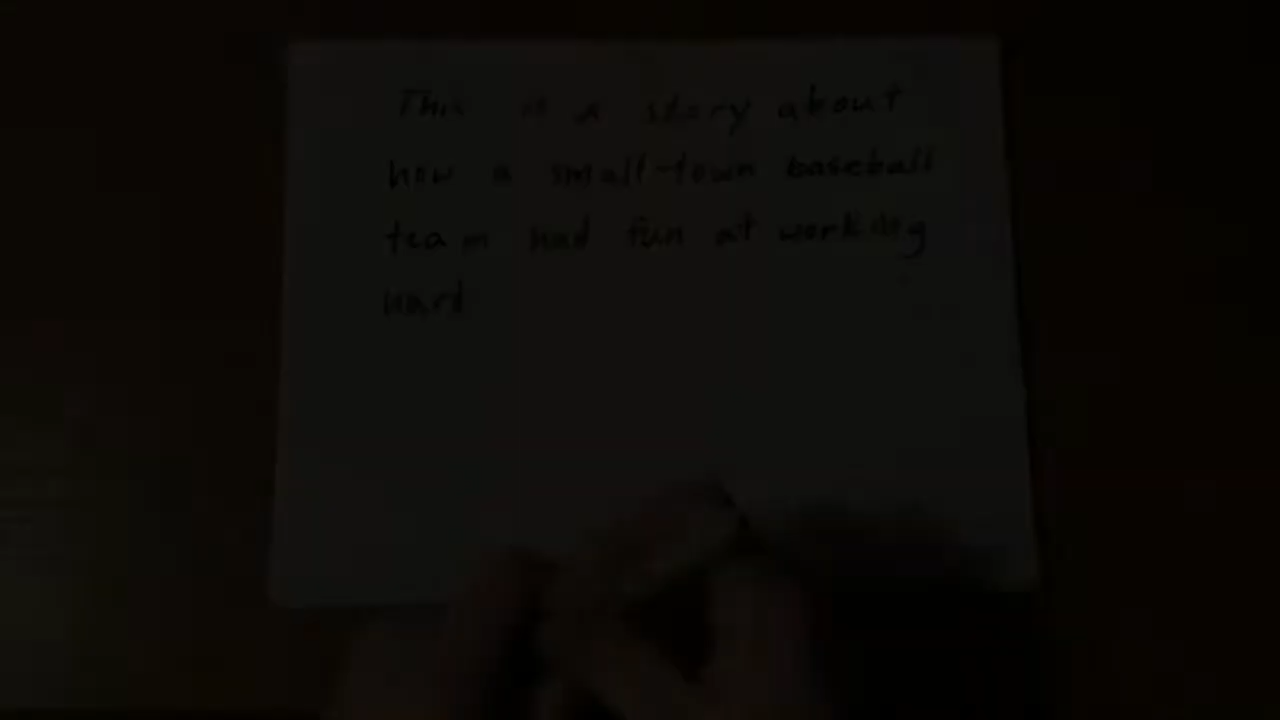 This is a story about
how a small-town baseball
team had fun at working
hard